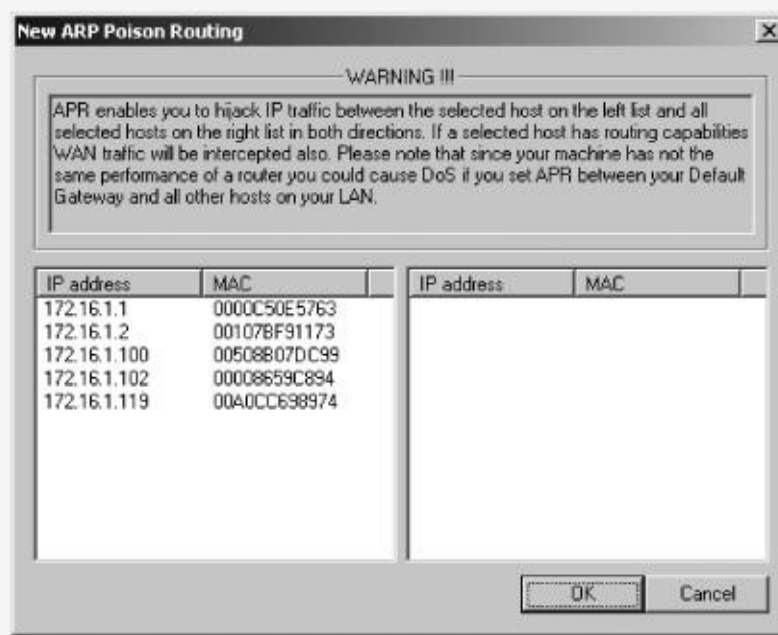 New ARP Poison Routing
WARNING !!!
APR enables you to hijack IP traffic between the selected host on the left list and all
selected hosts on the right list in both directions. If a selected host has routing capabilities
WAN traffic will be intercepted also. Please note that since your machine has not the
same performance of a router you could cause DoS if you set APR between your Default
Gateway and all other hosts on your LAN.
IP address MAC IP address MAC
172.16.1.1 0000C50E5763
172.16.1.2 00107BF91173
172.16.1.100 00508B07DC99
172.16.1.102 00008659C894
172.16.1.119 00A0CC698974
OK Cancel